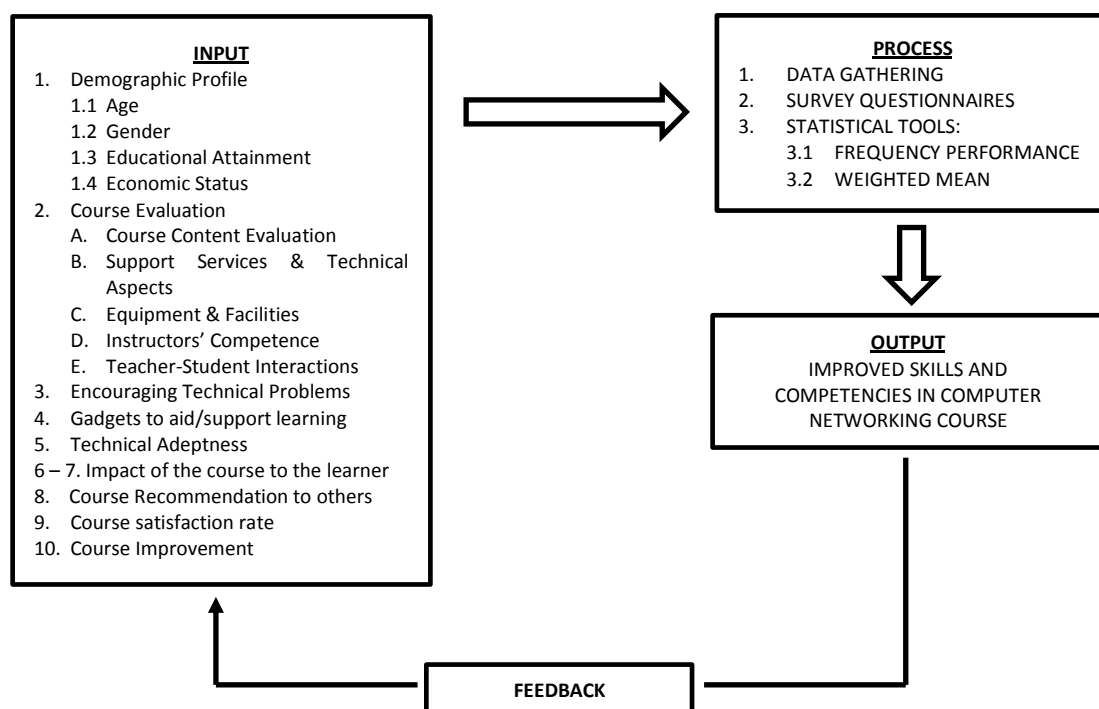 INPUT
1. Demographic Profile
1.1 Age
1.2 Gender
1.3 Educational Attainment
1.4 Economic Status
2. Course Evaluation
A. Course Content Evaluation
B. Support Services & Technical
Aspects
C. Equipment & Facilities
D. Instructors’ Competence
E. Teacher-Student Interactions
3. Encouraging Technical Problems
4. Gadgets to aid/support learning
5. Technical Adeptness
6 – 7. Impact of the course to the learner
8. Course Recommendation to others
9. Course satisfaction rate
10. Course Improvement
PROCESS
1. DATA GATHERING
2. SURVEY QUESTIONNAIRES
3. STATISTICAL TOOLS:
3.1 FREQUENCY PERFORMANCE
3.2 WEIGHTED MEAN
OUTPUT
IMPROVED SKILLS AND
COMPETENCIES IN COMPUTER
NETWORKING COURSE
FEEDBACK